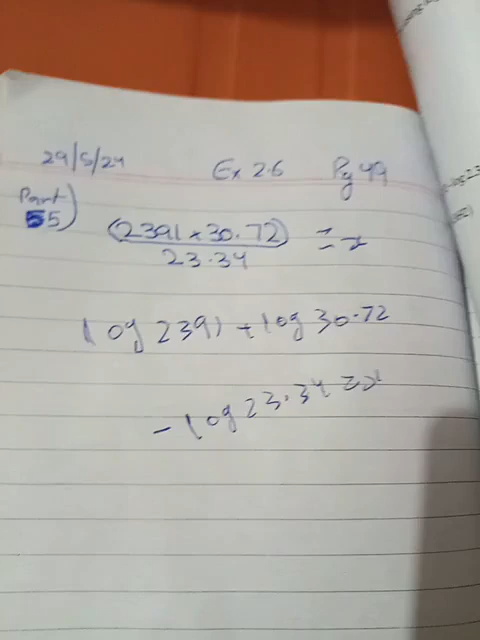 29/5/24 Ex 2.6 Pg 49
Part 5)
(2391 × 30.72) = x
23.34
log 2391 + log 30.72
- log 23.34 = x